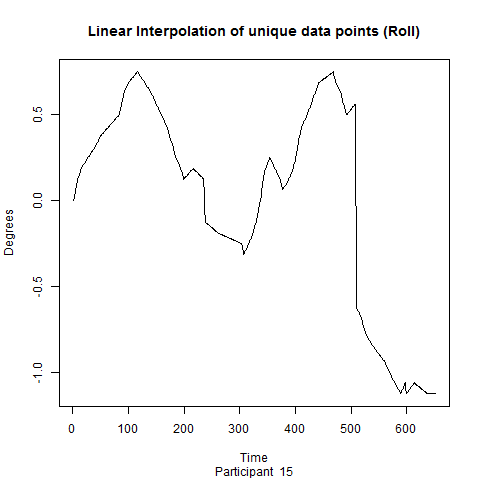 Linear Interpolation of unique data points (Roll)
Degrees
0.5
0.0
-0.5
-1.0
0 100 200 300 400 500 600
Time
Participant 15